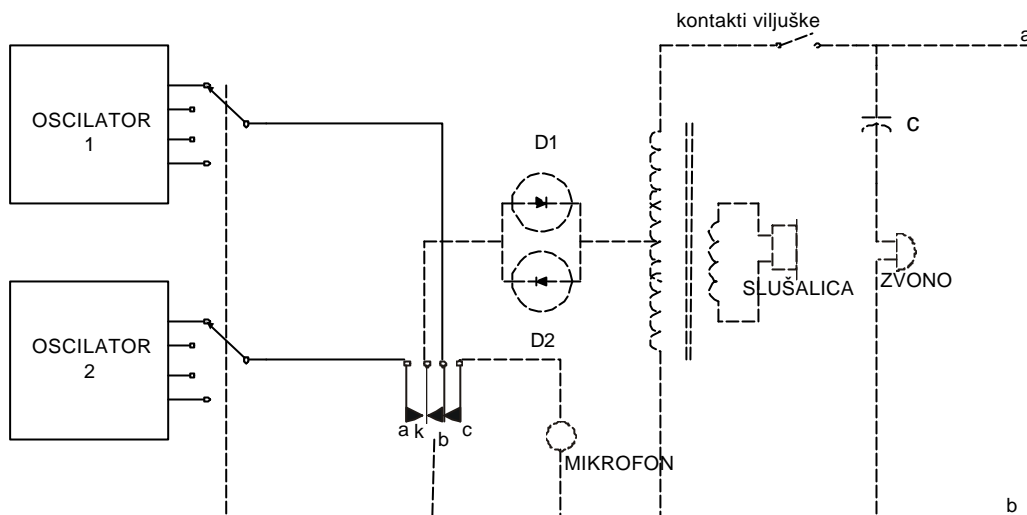 kontakti viljuške
a
OSCILATOR
1
C
D1
SLUŠALICA
ZVONO
OSCILATOR
2
D2
a
k
b
c
MIKROFON
b